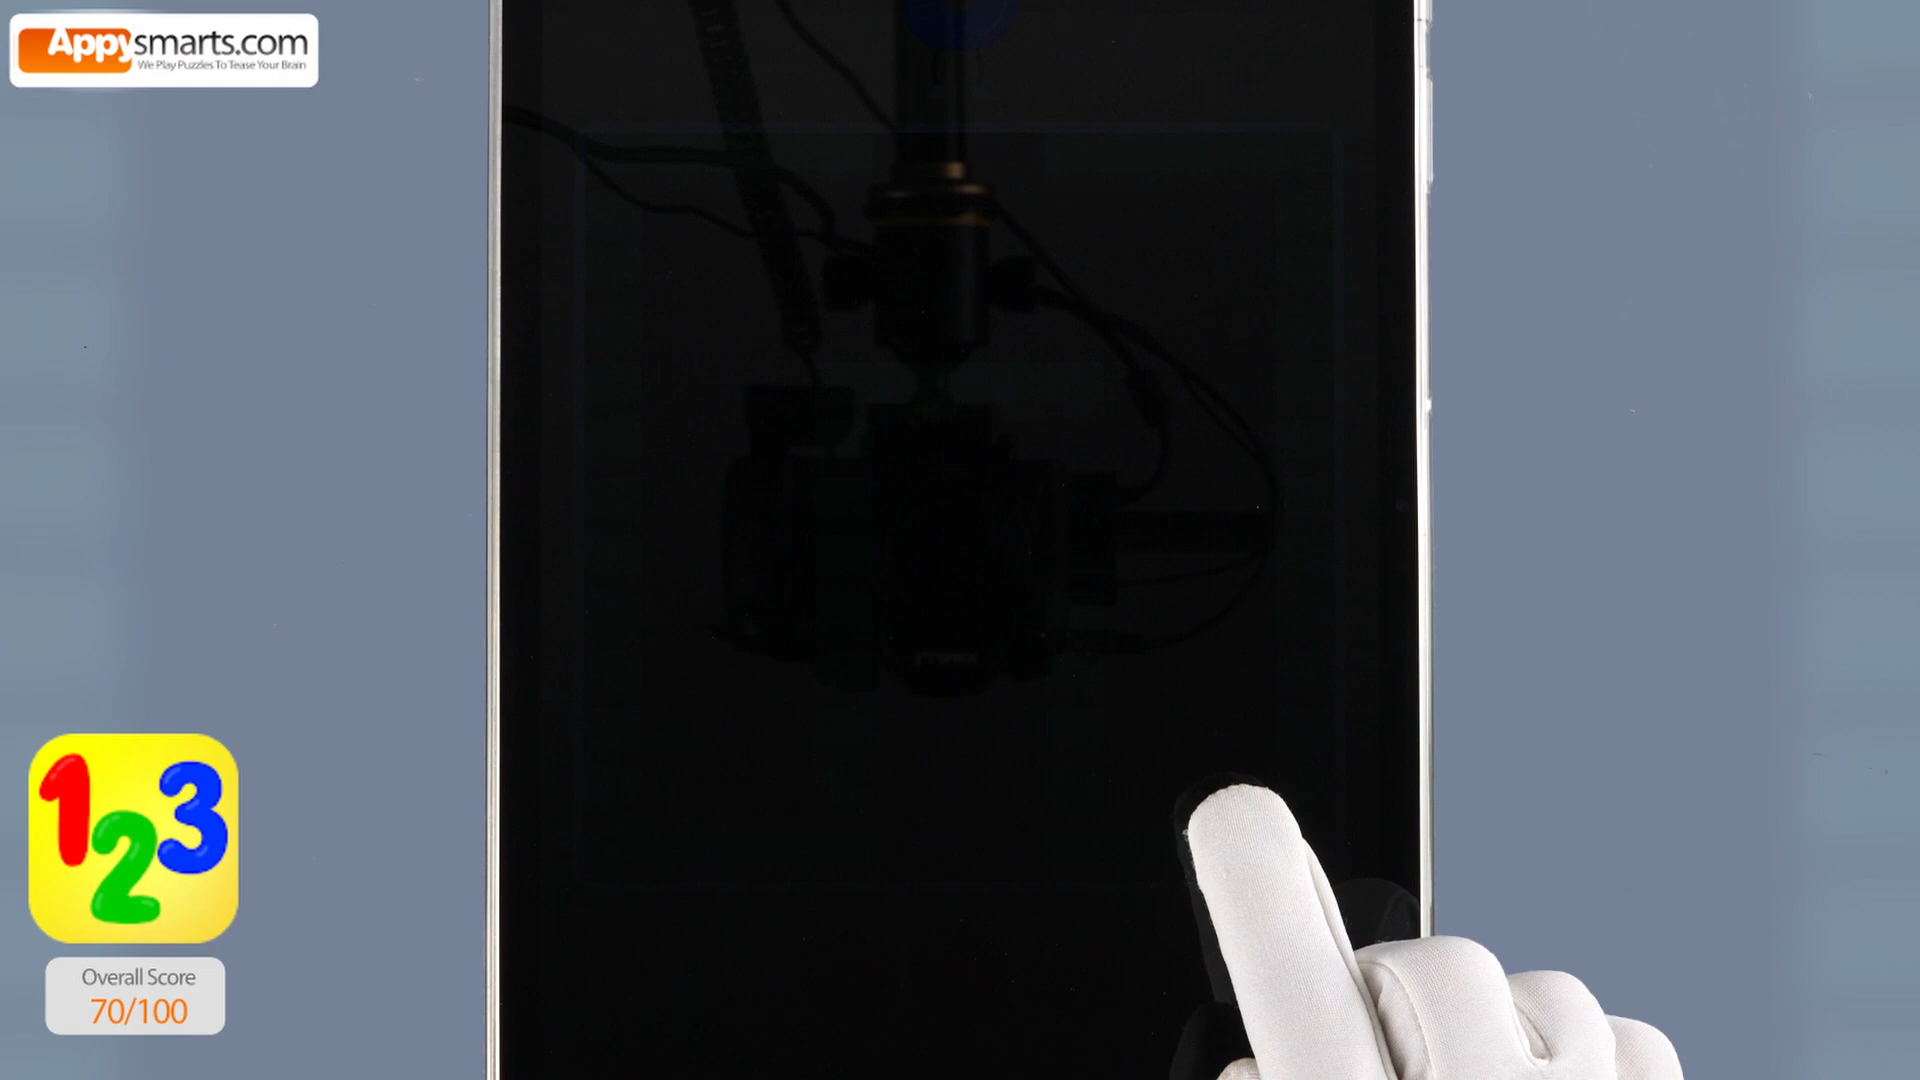 Appysmarts.com
We Play Puzzles To Tease Your Brain
123
Overall Score
70/100